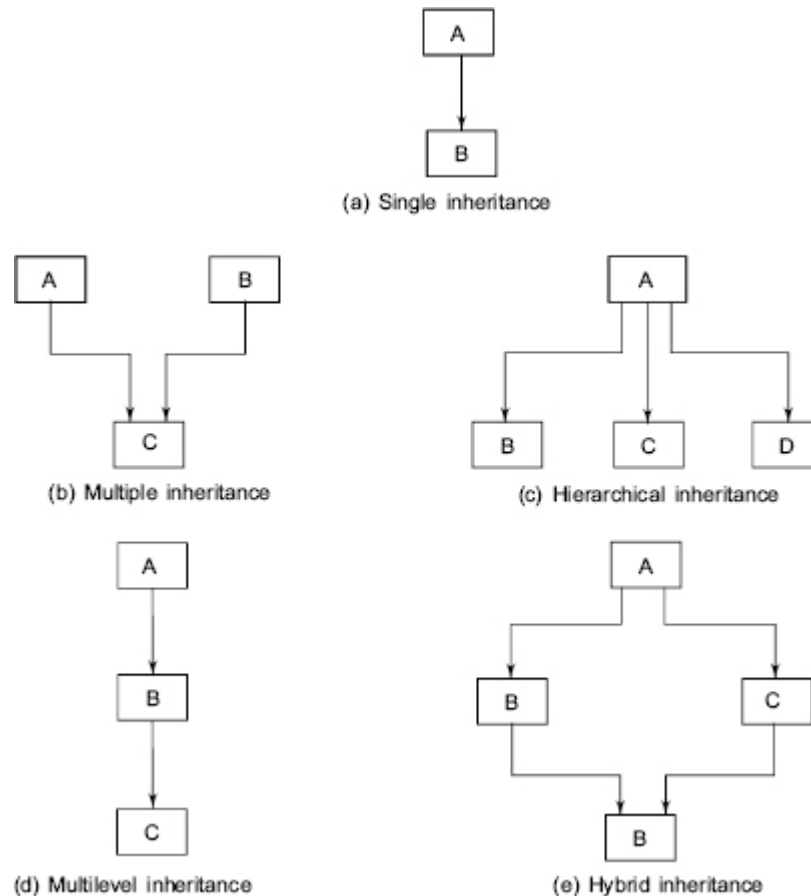 A
B
(a) Single inheritance
A B
C
(b) Multiple inheritance
A
B C D
(c) Hierarchical inheritance
A
B
C
(d) Multilevel inheritance
A
B C
B
(e) Hybrid inheritance